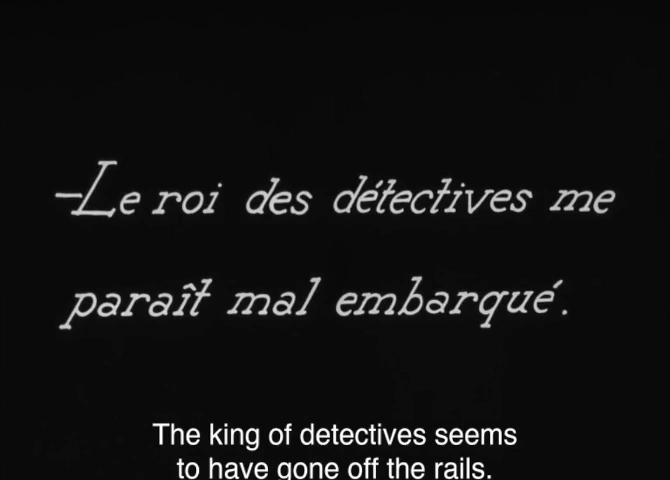 –Le roi des détectives me
paraît mal embarqué.
The king of detectives seems
to have gone off the rails.